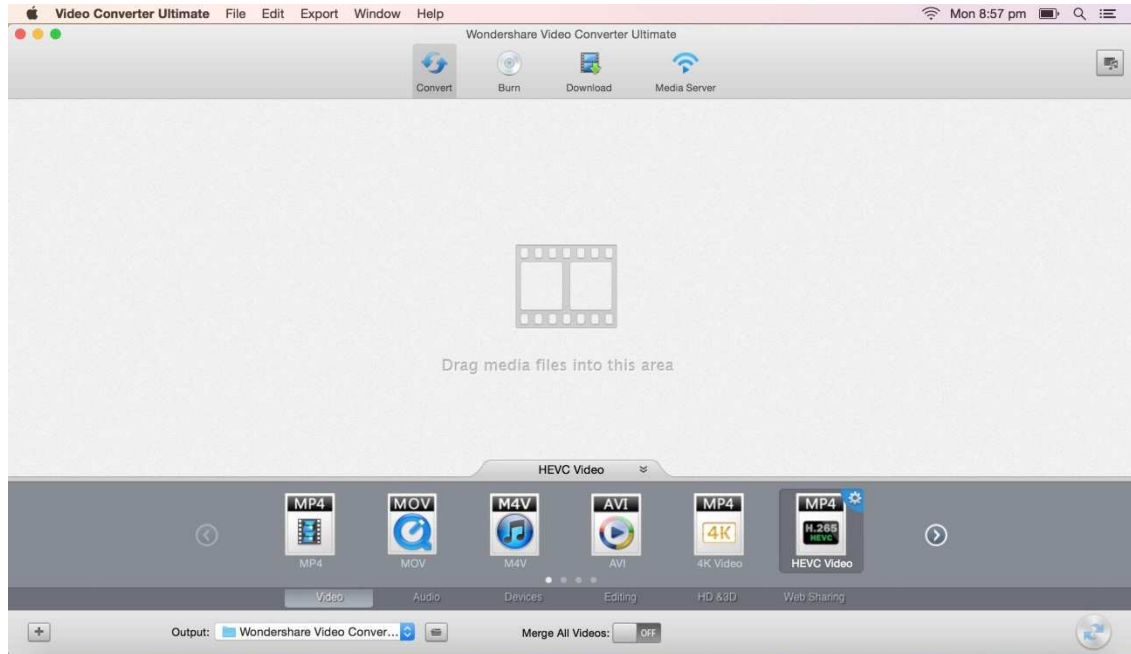 Video Converter Ultimate File Edit Export Window Help Mon 8:57 pm
Wondershare Video Converter Ultimate
Convert Burn Download Media Server
Drag media files into this area
HEVC Video
MP4 MOV M4V AVI MP4 MP4
4K H.265
HEVC
MP4 MOV M4V AVI 4K Video HEVC Video
Video Audio Devices Editing HD &3D Web Sharing
Output: Wondershare Video Conver... Merge All Videos: OFF